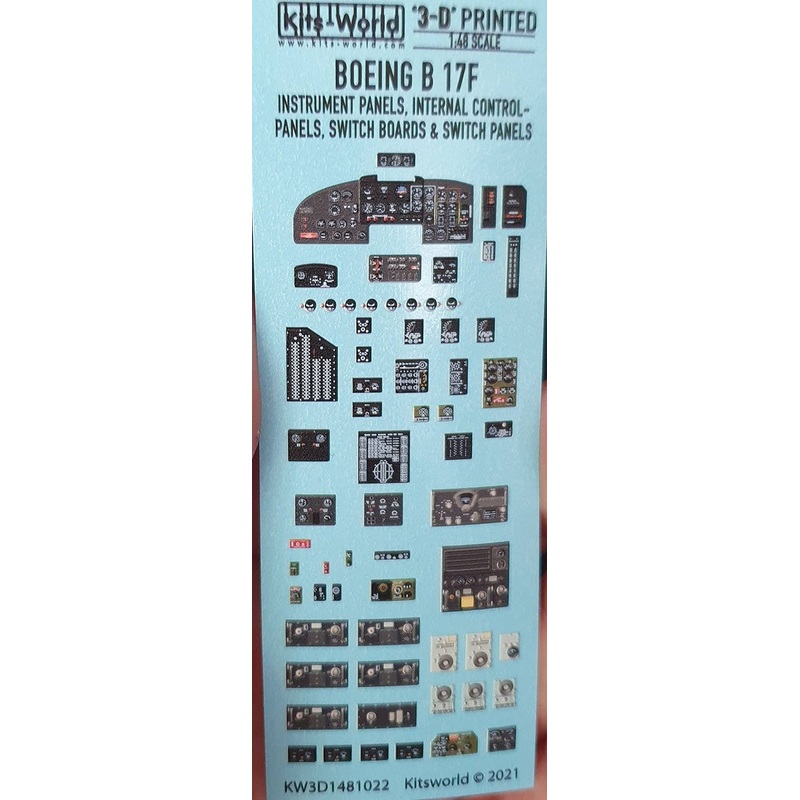 Kits-World "3-D" PRINTED
www.kits-world.com 1:48 SCALE
BOEING B 17F
INSTRUMENT PANELS, INTERNAL CONTROL-
PANELS, SWITCH BOARDS & SWITCH PANELS
KW3D1481022 Kitsworld © 2021